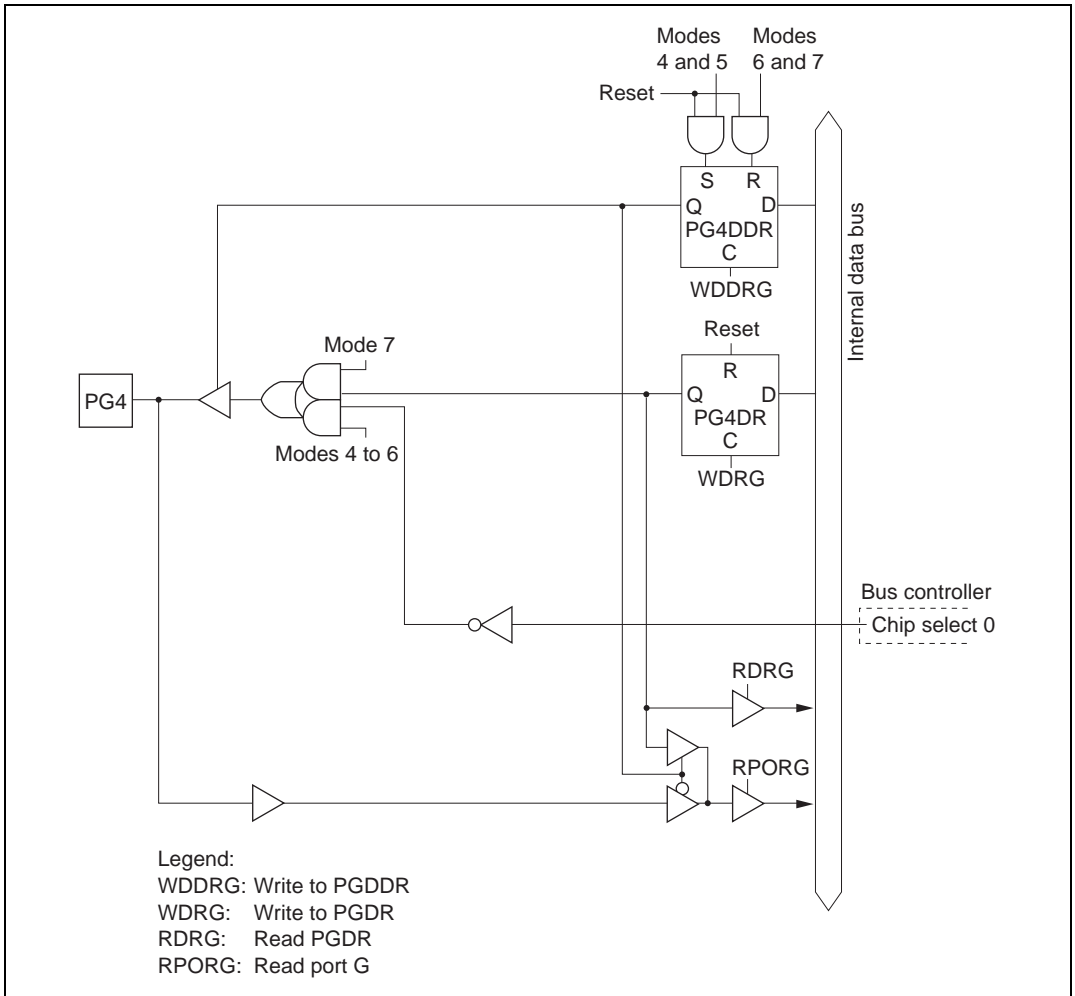 Modes
4 and 5
Modes
6 and 7
Reset
S R
Q D
PG4DDR
C
WDDRG
Internal data bus
Reset
Mode 7
R
PG4
Q D
PG4DR
C
Modes 4 to 6
WDRG
Bus controller
Chip select 0
RDRG
RPORG
Legend:
WDDRG: Write to PGDDR
WDRG: Write to PGDR
RDRG: Read PGDR
RPORG: Read port G